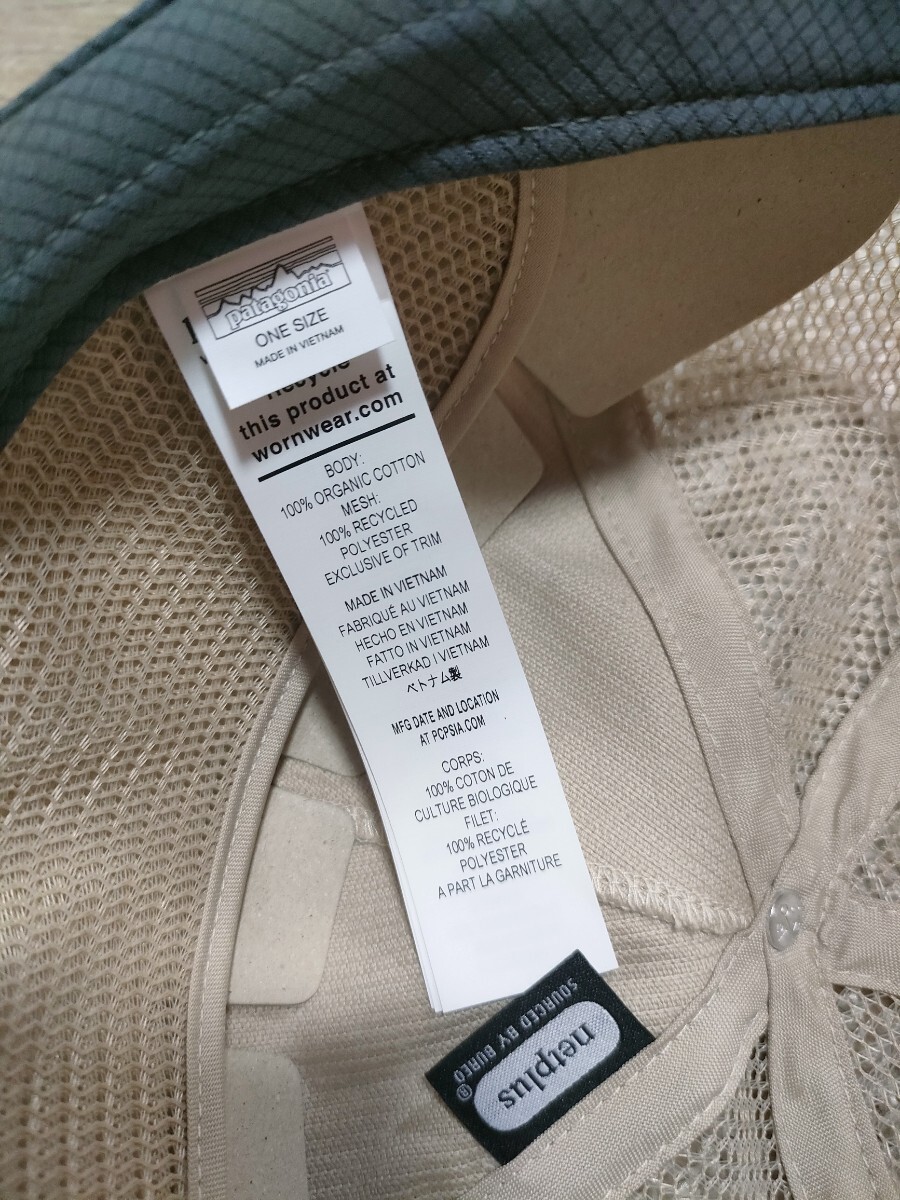 patagonia
ONE SIZE
MADE IN VIETNAM
recycle
this product at
wornwear.com
BODY:
100% ORGANIC COTTON
MESH:
100% RECYCLED
POLYESTER
EXCLUSIVE OF TRIM
MADE IN VIETNAM
FABRIQUÉ AU VIETNAM
HECHO EN VIETNAM
FATTO IN VIETNAM
TILLVERKAD I VIETNAM
ベトナム製
MFG DATE AND LOCATION
AT PCPSIA.COM
CORPS:
100% COTON DE
CULTURE BIOLOGIQUE
FILET:
100% RECYCLÉ
POLYESTER
A PART LA GARNITURE
netplus
SOURCED BY BUREO®